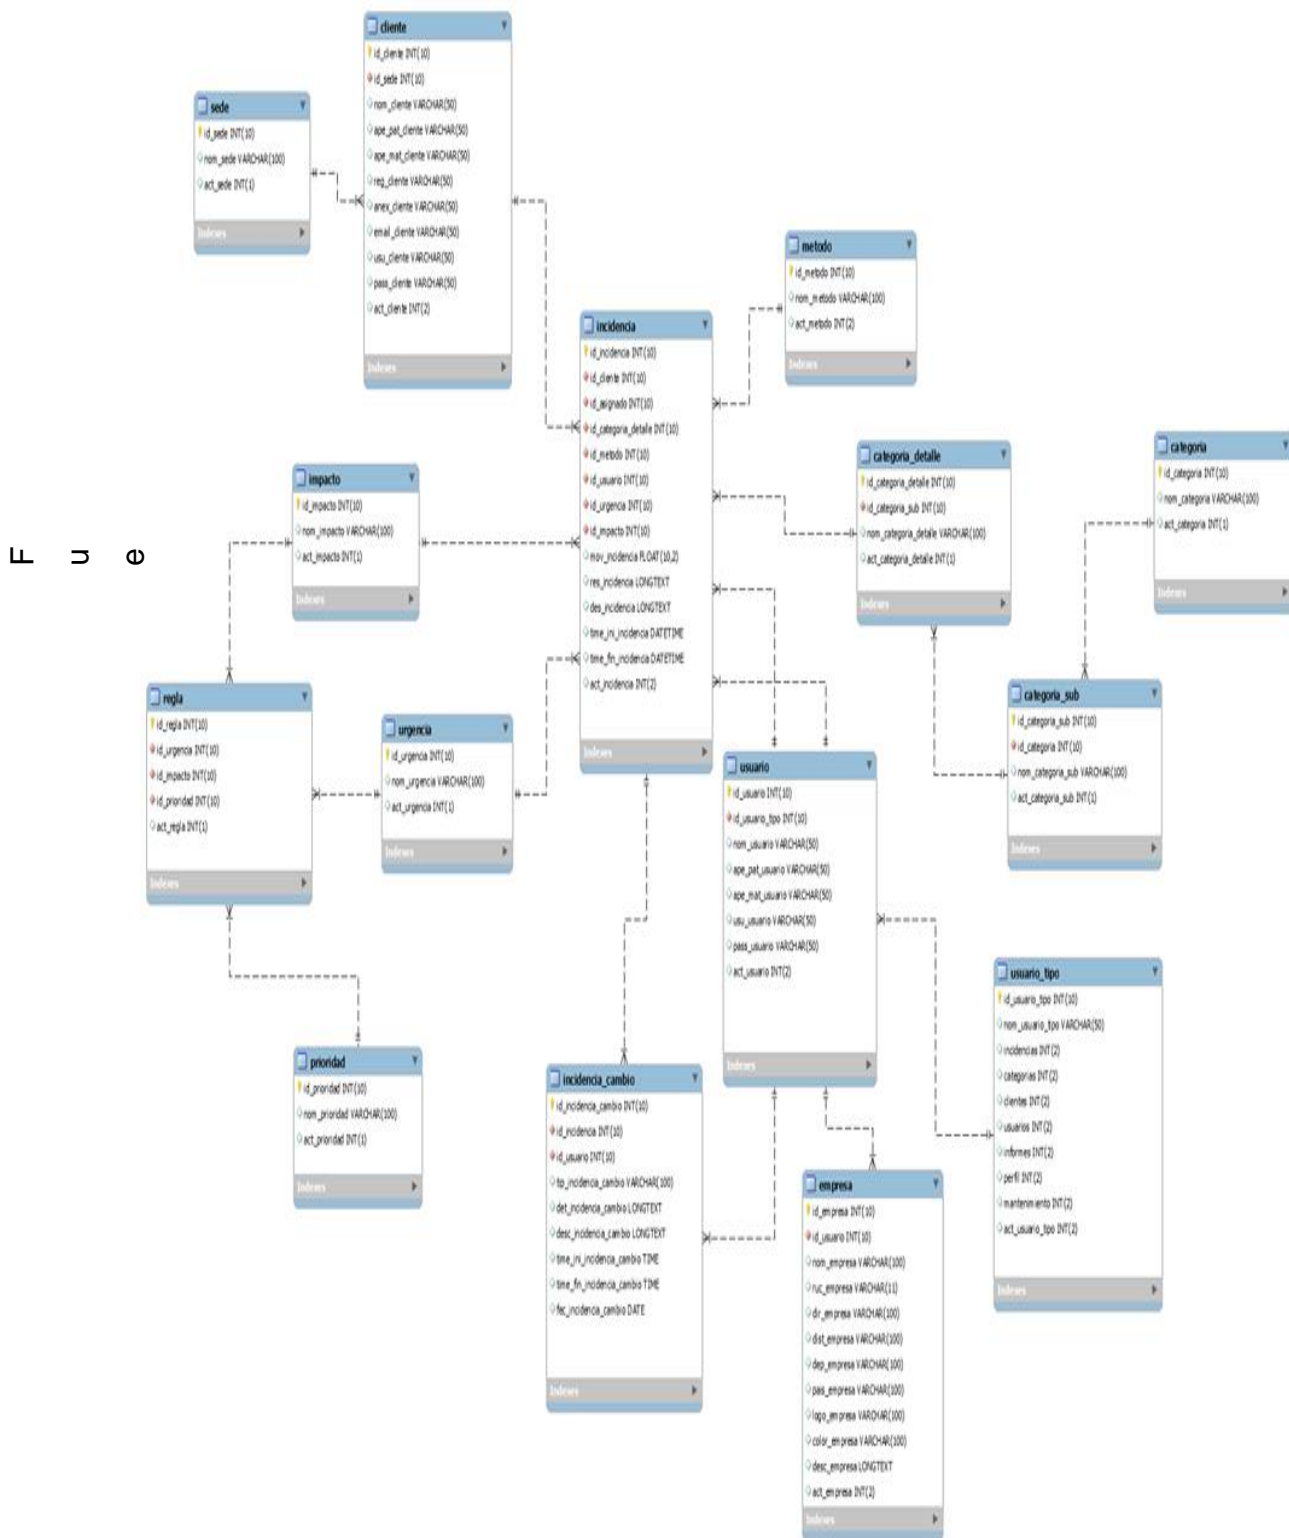 cliente
id_cliente INT(10)
id_sede INT(10)
nom_cliente VARCHAR(50)
ape_pat_cliente VARCHAR(50)
ape_mat_cliente VARCHAR(50)
reg_cliente VARCHAR(50)
anex_cliente VARCHAR(50)
email_cliente VARCHAR(50)
usu_cliente VARCHAR(50)
pass_cliente VARCHAR(50)
act_cliente INT(2)
Indexes
sede
id_sede INT(10)
nom_sede VARCHAR(100)
act_sede INT(1)
Indexes
metodo
id_metodo INT(10)
nom_metodo VARCHAR(100)
act_metodo INT(2)
Indexes
incidencia
id_incidencia INT(10)
id_cliente INT(10)
id_asignado INT(10)
id_categoria_detalle INT(10)
id_metodo INT(10)
id_usuario INT(10)
id_urgencia INT(10)
id_impacto INT(10)
mov_incidencia FLOAT(10,2)
res_incidencia LONGTEXT
des_incidencia LONGTEXT
time_ini_incidencia DATETIME
time_fin_incidencia DATETIME
act_incidencia INT(2)
Indexes
categoria_detalle
id_categoria_detalle INT(10)
id_categoria_sub INT(10)
nom_categoria_detalle VARCHAR(100)
act_categoria_detalle INT(1)
Indexes
categoria
id_categoria INT(10)
nom_categoria VARCHAR(100)
act_categoria INT(1)
Indexes
impacto
id_impacto INT(10)
nom_impacto VARCHAR(100)
act_impacto INT(1)
Indexes
F u e
regla
id_regla INT(10)
id_urgencia INT(10)
id_impacto INT(10)
id_prioridad INT(10)
act_regla INT(1)
Indexes
urgencia
id_urgencia INT(10)
nom_urgencia VARCHAR(100)
act_urgencia INT(1)
Indexes
categoria_sub
id_categoria_sub INT(10)
id_categoria INT(10)
nom_categoria_sub VARCHAR(100)
act_categoria_sub INT(1)
Indexes
usuario
id_usuario INT(10)
id_usuario_tipo INT(10)
nom_usuario VARCHAR(50)
ape_pat_usuario VARCHAR(50)
ape_mat_usuario VARCHAR(50)
usu_usuario VARCHAR(50)
pass_usuario VARCHAR(50)
act_usuario INT(2)
Indexes
usuario_tipo
id_usuario_tipo INT(10)
nom_usuario_tipo VARCHAR(50)
incidencias INT(2)
categorias INT(2)
clientes INT(2)
usuarios INT(2)
informes INT(2)
perfil INT(2)
mantenimiento INT(2)
act_usuario_tipo INT(2)
Indexes
prioridad
id_prioridad INT(10)
nom_prioridad VARCHAR(100)
act_prioridad INT(1)
Indexes
incidencia_cambio
id_incidencia_cambio INT(10)
id_incidencia INT(10)
id_usuario INT(10)
tip_incidencia_cambio VARCHAR(100)
det_incidencia_cambio LONGTEXT
desc_incidencia_cambio LONGTEXT
time_ini_incidencia_cambio TIME
time_fin_incidencia_cambio TIME
fec_incidencia_cambio DATE
Indexes
empresa
id_empresa INT(10)
id_usuario INT(10)
nom_empresa VARCHAR(100)
ruc_empresa VARCHAR(11)
dir_empresa VARCHAR(100)
dist_empresa VARCHAR(100)
dep_empresa VARCHAR(100)
pais_empresa VARCHAR(100)
logo_empresa VARCHAR(100)
color_empresa VARCHAR(100)
desc_empresa LONGTEXT
act_empresa INT(2)
Indexes